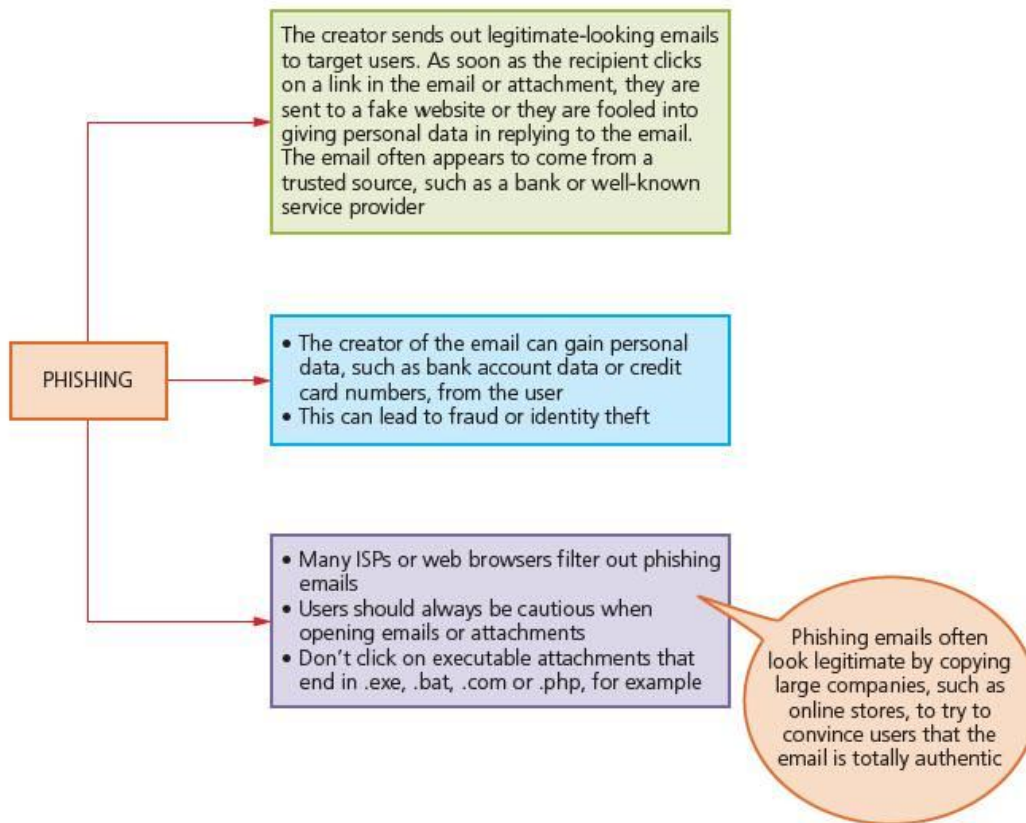 The creator sends out legitimate-looking emails
to target users. As soon as the recipient clicks
on a link in the email or attachment, they are
sent to a fake website or they are fooled into
giving personal data in replying to the email.
The email often appears to come from a
trusted source, such as a bank or well-known
service provider
PHISHING
• The creator of the email can gain personal
data, such as bank account data or credit
card numbers, from the user
• This can lead to fraud or identity theft
• Many ISPs or web browsers filter out phishing
emails
• Users should always be cautious when
opening emails or attachments
• Don't click on executable attachments that
end in .exe, .bat, .com or .php, for example
Phishing emails often
look legitimate by copying
large companies, such as
online stores, to try to
convince users that the
email is totally authentic